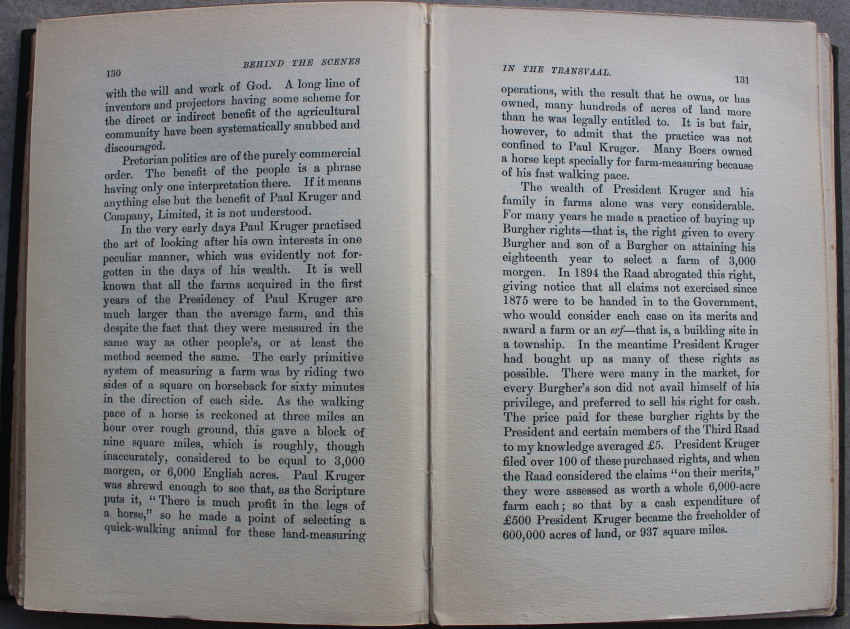 130
BEHIND THE SCENES
with the will and work of God. A long line of
inventors and projectors having some scheme for
the direct or indirect benefit of the agricultural
community have been systematically snubbed and
discouraged.
Pretorian politics are of the purely commercial
order. The benefit of the people is a phrase
having only one interpretation there. If it means
anything else but the benefit of Paul Kruger and
Company, Limited, it is not understood.
In the very early days Paul Kruger practised
the art of looking after his own interests in one
peculiar manner, which was evidently not for-
gotten in the days of his wealth. It is well
known that all the farms acquired in the first
years of the Presidency of Paul Kruger are
much larger than the average farm, and this
despite the fact that they were measured in the
same way as other people's, or at least the
method seemed the same. The early primitive
system of measuring a farm was by riding two
sides of a square on horseback for sixty minutes
in the direction of each side. As the walking
pace of a horse is reckoned at three miles an
hour over rough ground, this gave a block of
nine square miles, which is roughly, though
inaccurately, considered to be equal to 3,000
morgen, or 6,000 English acres. Paul Kruger
was shrewd enough to see that, as the Scripture
puts it, "There is much profit in the legs of
a horse," so he made a point of selecting a
quick-walking animal for these land-measuring
IN THE TRANSVAAL.
131
operations, with the result that he owns, or has
owned, many hundreds of acres of land more
than he was legally entitled to. It is but fair,
however, to admit that the practice was not
confined to Paul Kruger. Many Boers owned
a horse kept specially for farm-measuring because
of his fast walking pace.
The wealth of President Kruger and his
family in farms alone was very considerable.
For many years he made a practice of buying up
Burgher rights—that is, the right given to every
Burgher and son of a Burgher on attaining his
eighteenth year to select a farm of 3,000
morgen. In 1894 the Raad abrogated this right,
giving notice that all claims not exercised since
1875 were to be handed in to the Government,
who would consider each case on its merits and
award a farm or an erf—that is, a building site in
a township. In the meantime President Kruger
had bought up as many of these rights as
possible. There were many in the market, for
every Burgher's son did not avail himself of his
privilege, and preferred to sell his right for cash.
The price paid for these burgher rights by the
President and certain members of the Third Raad
to my knowledge averaged £5. President Kruger
filed over 100 of these purchased rights, and when
the Raad considered the claims "on their merits,"
they were assessed as worth a whole 6,000-acre
farm each; so that by a cash expenditure of
£500 President Kruger became the freeholder of
600,000 acres of land, or 937 square miles.